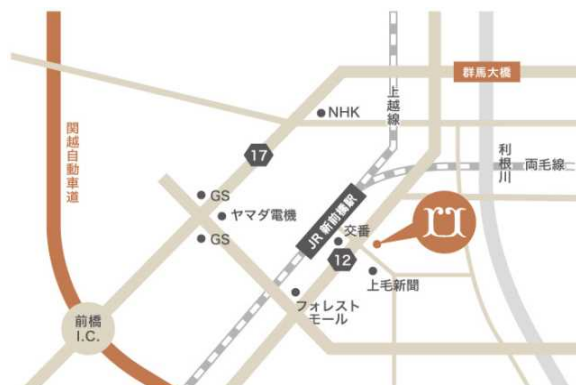 群馬大橋
上越線
NHK
関越自動車道
17
利根川
両毛線
GS
ヤマダ電機
JR 新前橋駅
交番
GS
12
上毛新聞
フォレスト
モール
前橋
I.C.